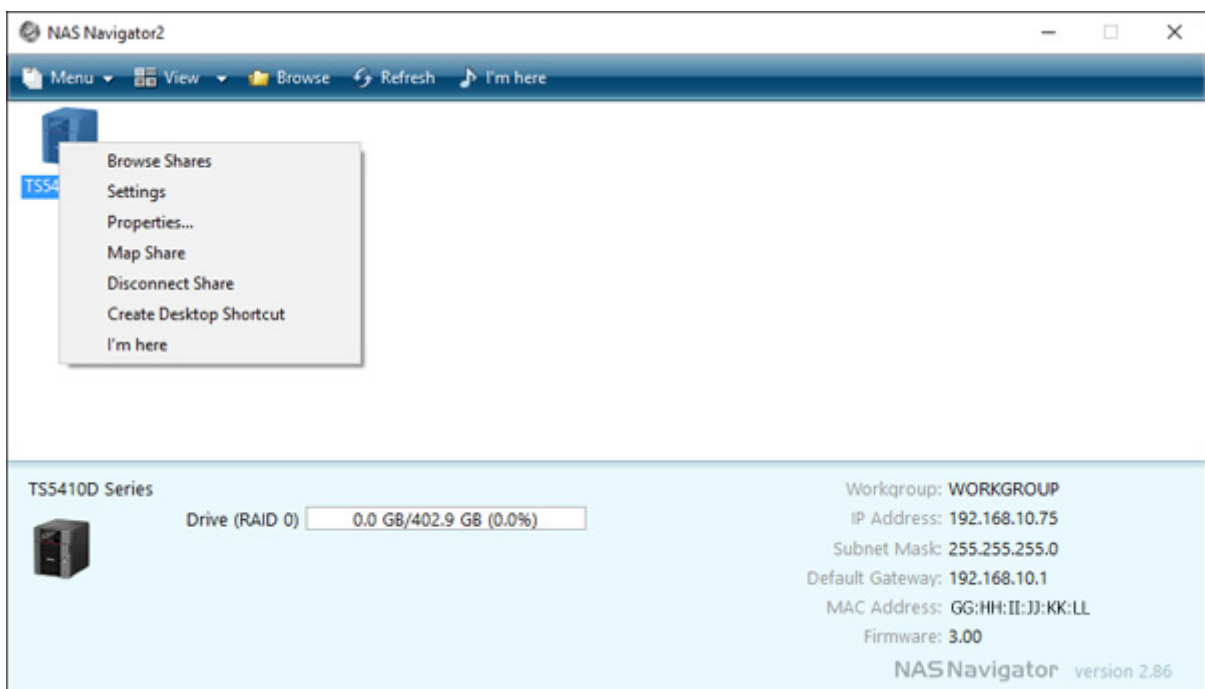 NAS Navigator2
Menu View Browse Refresh I'm here
TS54
Browse Shares
Settings
Properties...
Map Share
Disconnect Share
Create Desktop Shortcut
I'm here
TS5410D Series
Drive (RAID 0) 0.0 GB/402.9 GB (0.0%)
Workgroup: WORKGROUP
IP Address: 192.168.10.75
Subnet Mask: 255.255.255.0
Default Gateway: 192.168.10.1
MAC Address: GG:HH:II:JJ:KK:LL
Firmware: 3.00
NAS Navigator version 2.86